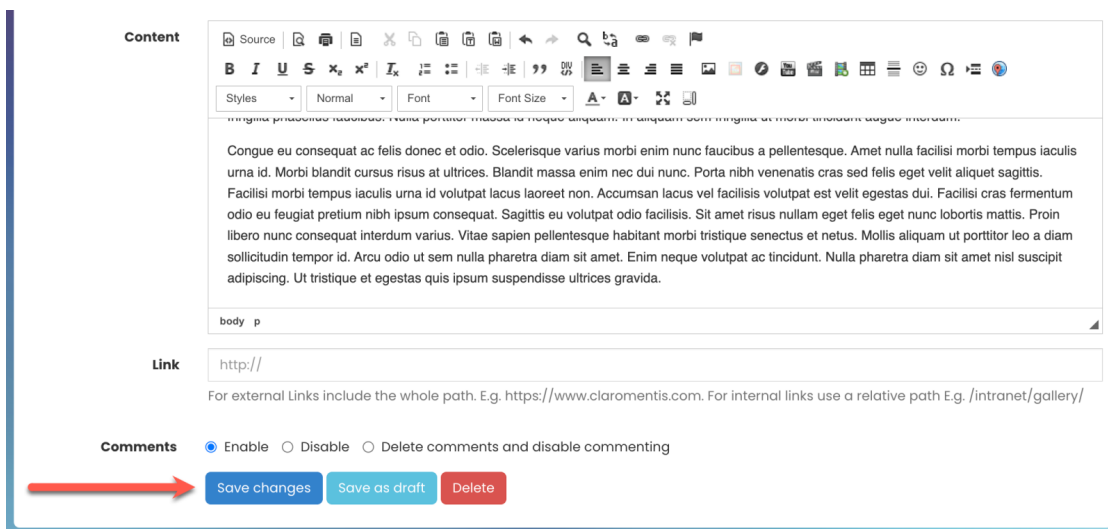 Content
Source
Styles Normal Font Font Size
Congue eu consequat ac felis donec et odio. Scelerisque varius morbi enim nunc faucibus a pellentesque. Amet nulla facilisi morbi tempus iaculis
urna id. Morbi blandit cursus risus at ultrices. Blandit massa enim nec dui nunc. Porta nibh venenatis cras sed felis eget velit aliquet sagittis.
Facilisi morbi tempus iaculis urna id volutpat lacus laoreet non. Accumsan lacus vel facilisis volutpat est velit egestas dui. Facilisi cras fermentum
odio eu feugiat pretium nibh ipsum consequat. Sagittis eu volutpat odio facilisis. Sit amet risus nullam eget felis eget nunc lobortis mattis. Proin
libero nunc consequat interdum varius. Vitae sapien pellentesque habitant morbi tristique senectus et netus. Mollis aliquam ut porttitor leo a diam
sollicitudin tempor id. Arcu odio ut sem nulla pharetra diam sit amet. Enim neque volutpat ac tincidunt. Nulla pharetra diam sit amet nisl suscipit
adipiscing. Ut tristique et egestas quis ipsum suspendisse ultrices gravida.
body p
Link
http://
For external Links include the whole path. E.g. https://www.claromentis.com. For internal links use a relative path E.g. /intranet/gallery/
Comments Enable Disable Delete comments and disable commenting
Save changes Save as draft Delete